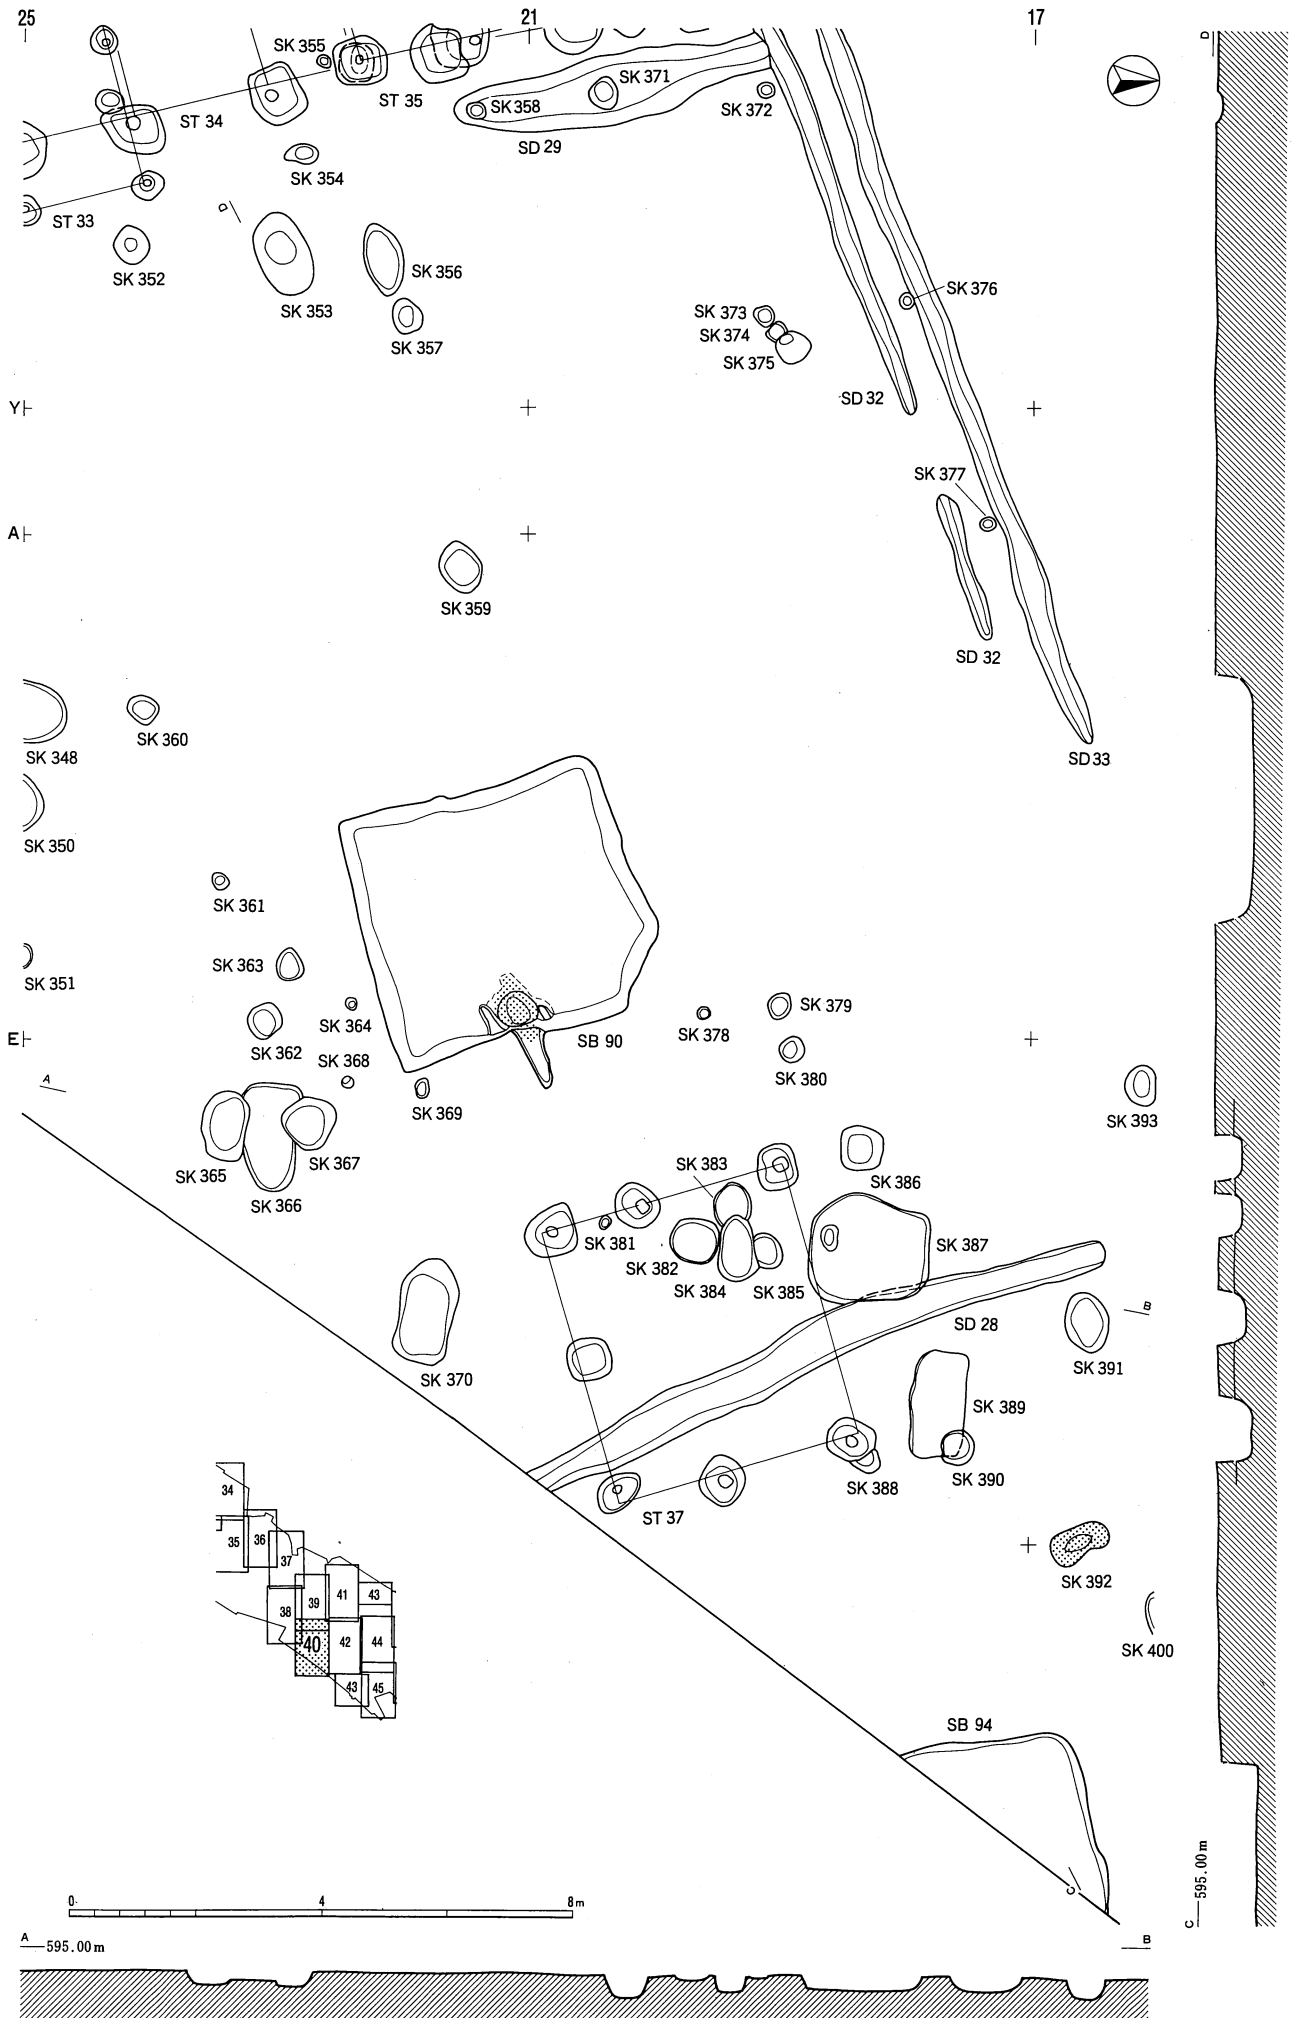 25
21
17
D
SK 355
SK 371
SK 358
SK 372
ST 35
ST 34
SD 29
SK 354
D
ST 33
SK 352
SK 353
SK 356
SK 357
SK 376
SK 373
SK 374
SK 375
SD 32
Y
SK 377
A
SK 359
SD 32
SD 33
SK 348
SK 360
SK 350
SK 361
SK 363
SK 351
SK 364
SK 362
SK 368
SB 90
SK 378
SK 379
SK 380
E
A
SK 369
SK 393
SK 365
SK 367
SK 366
SK 383
SK 386
SK 381
SK 382
SK 384
SK 385
SK 387
B
SD 28
SK 391
SK 370
SK 389
SK 390
SK 388
ST 37
SK 392
SK 400
34
35
36
37
38
39
41
43
40
42
44
43
45
SB 94
C
0
4
8m
C
595.00m
A
595.00m
B